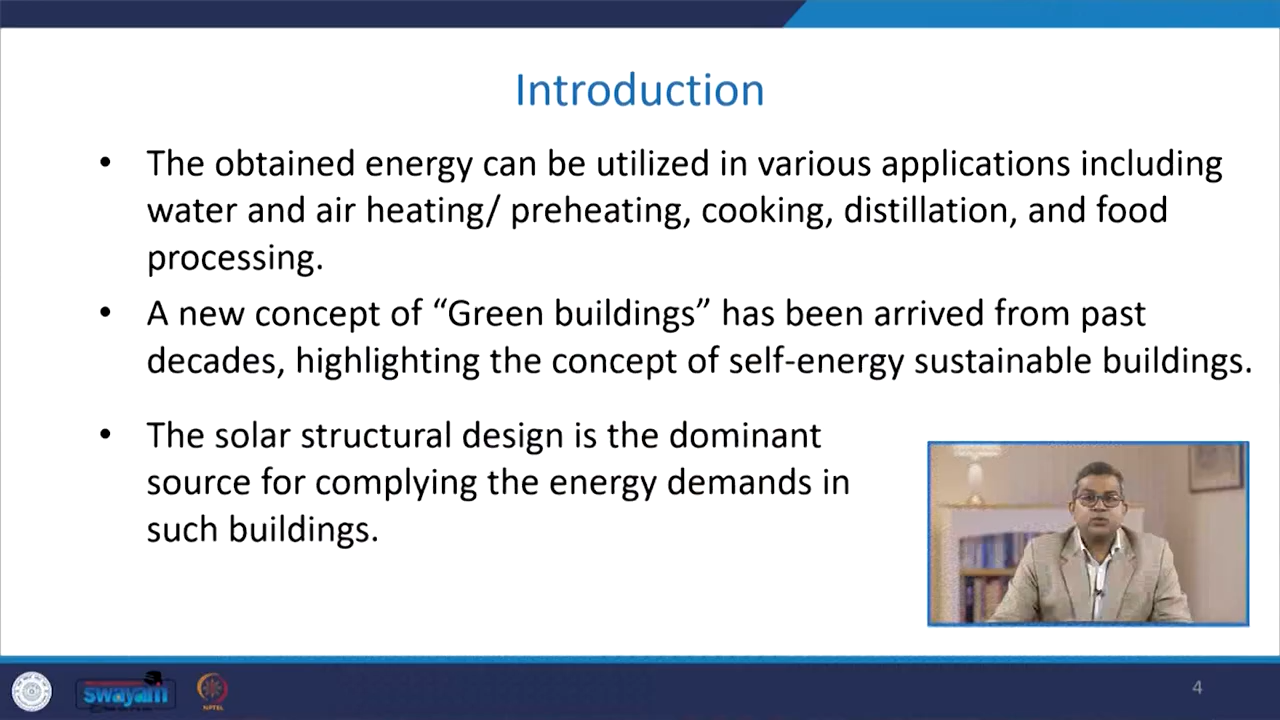 Introduction
• The obtained energy can be utilized in various applications including
water and air heating/ preheating, cooking, distillation, and food
processing.
• A new concept of “Green buildings” has been arrived from past
decades, highlighting the concept of self-energy sustainable buildings.
• The solar structural design is the dominant
source for complying the energy demands in
such buildings.
swayam
NPTEL
4